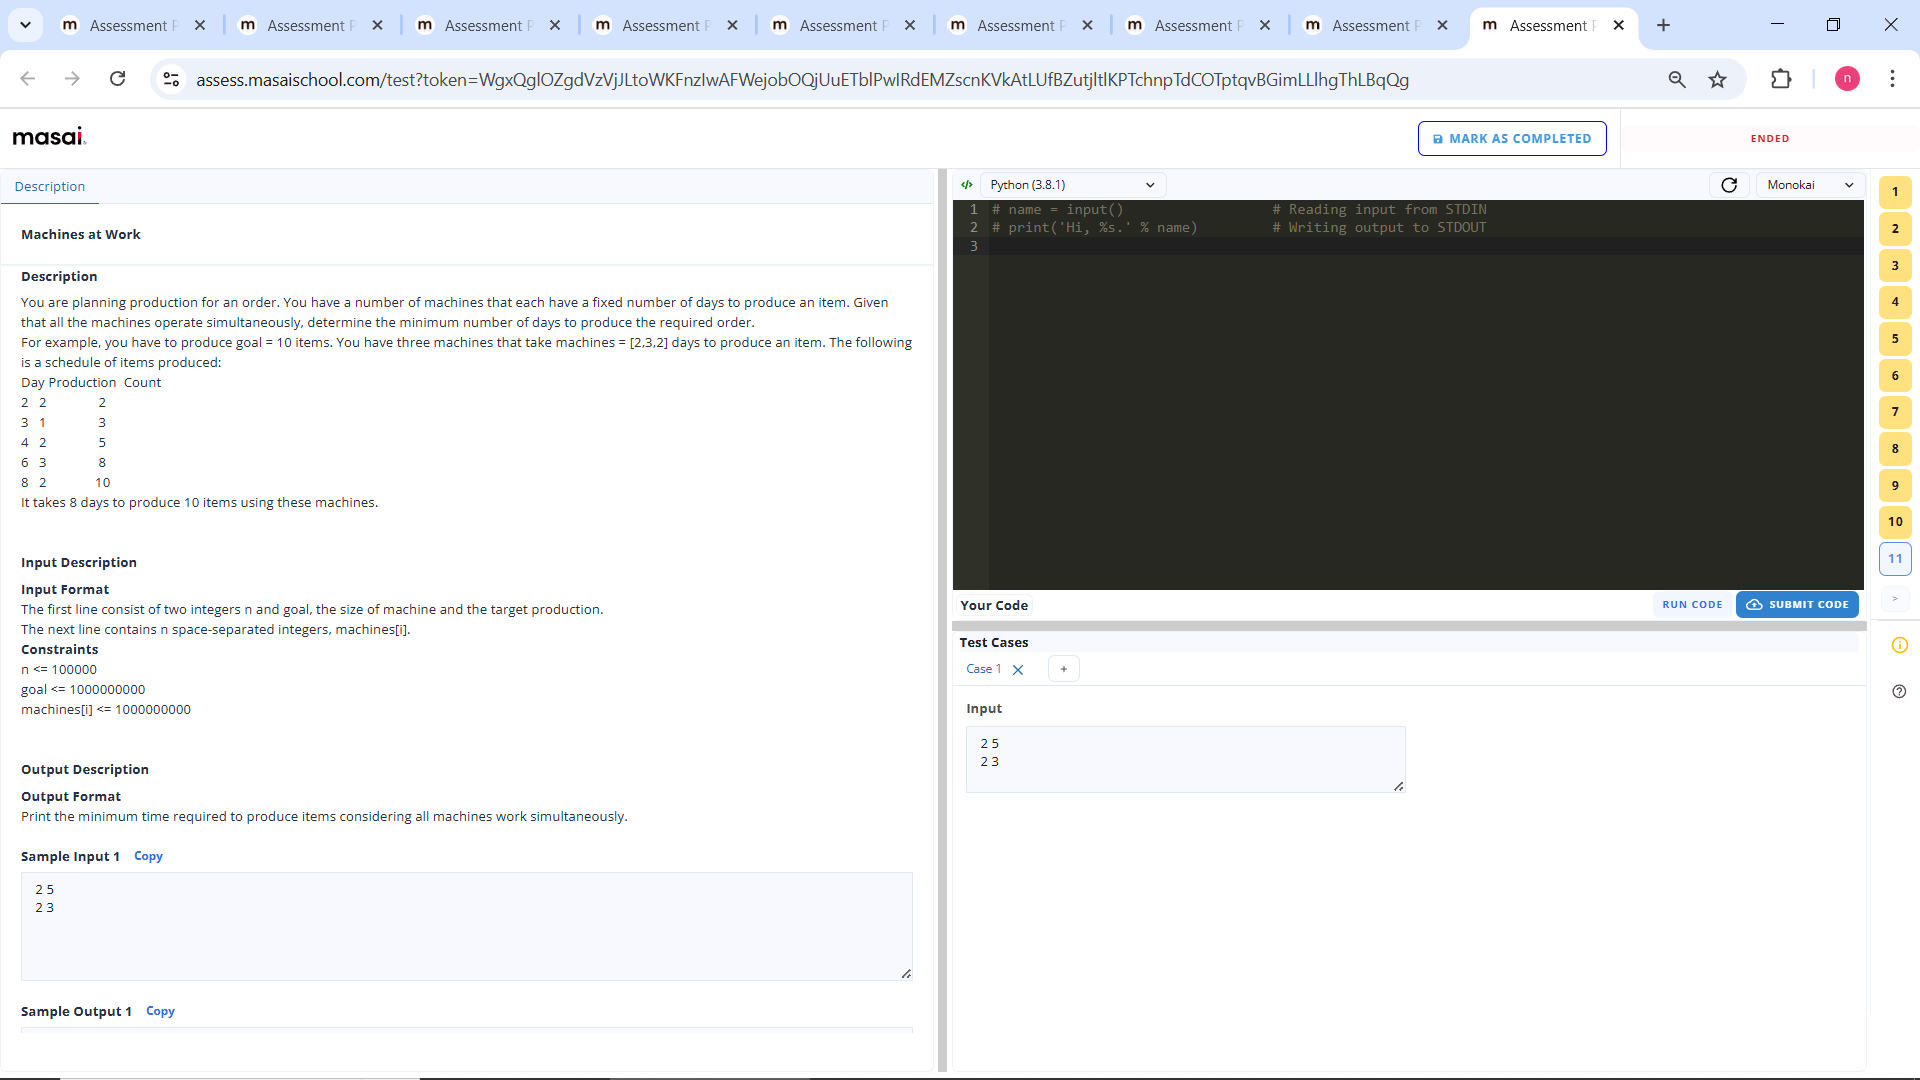 Assessment P
Assessment P
Assessment P
Assessment P
Assessment P
Assessment P
Assessment P
Assessment P
Assessment P
n
masai.
MARK AS COMPLETED
ENDED
Description
Machines at Work
Description
You are planning production for an order. You have a number of machines that each have a fixed number of days to produce an item. Given
that all the machines operate simultaneously, determine the minimum number of days to produce the required order.
For example, you have to produce goal = 10 items. You have three machines that take machines = [2,3,2] days to produce an item. The following
is a schedule of items produced:
Day Production Count
2 2 2
3 1 3
4 2 5
6 3 8
8 2 10
It takes 8 days to produce 10 items using these machines.
Input Description
Input Format
The first line consist of two integers n and goal, the size of machine and the target production.
The next line contains n space-separated integers, machines[i].
Constraints
n <= 100000
goal <= 1000000000
machines[i] <= 1000000000
Output Description
Output Format
Print the minimum time required to produce items considering all machines work simultaneously.
Sample Input 1 Copy
2 5
2 3
Sample Output 1 Copy
Python (3.8.1)
Monokai
1 # name = input() # Reading input from STDIN
2 # print('Hi, %s.' % name) # Writing output to STDOUT
3
Your Code
RUN CODE
SUBMIT CODE
Test Cases
Case 1
+
Input
2 5
2 3
1
2
3
4
5
6
7
8
9
10
11
>